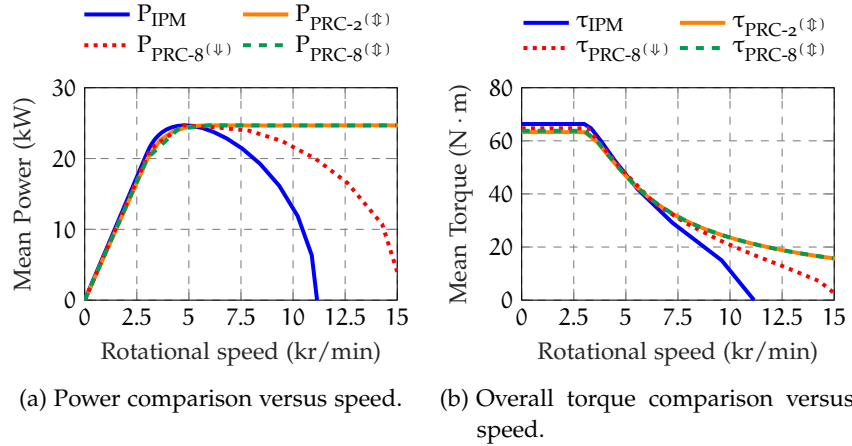 P_IPM P_PRC-2(⇕)
P_PRC-8(⇓) P_PRC-8(⇕)
30
20
10
0
Mean Power (kW)
0 2.5 5 7.5 10 12.5 15
Rotational speed (kr/min)
(a) Power comparison versus speed.
τ_IPM τ_PRC-2(⇕)
τ_PRC-8(⇓) τ_PRC-8(⇕)
80
60
40
20
0
Mean Torque (N · m)
0 2.5 5 7.5 10 12.5 15
Rotational speed (kr/min)
(b) Overall torque comparison versus
speed.